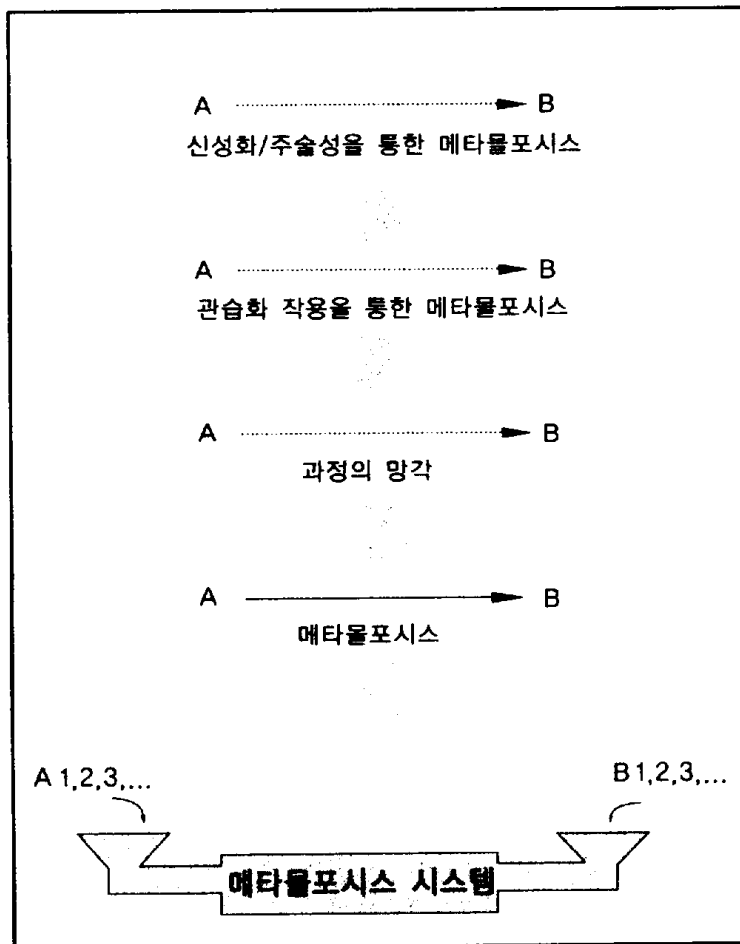 A B
신성화/주술성을 통한 메타몰포시스
A B
관습화 작용을 통한 메타몰포시스
A B
과정의 망각
A B
메타몰포시스
A 1,2,3,... B 1,2,3,...
메타몰포시스 시스템